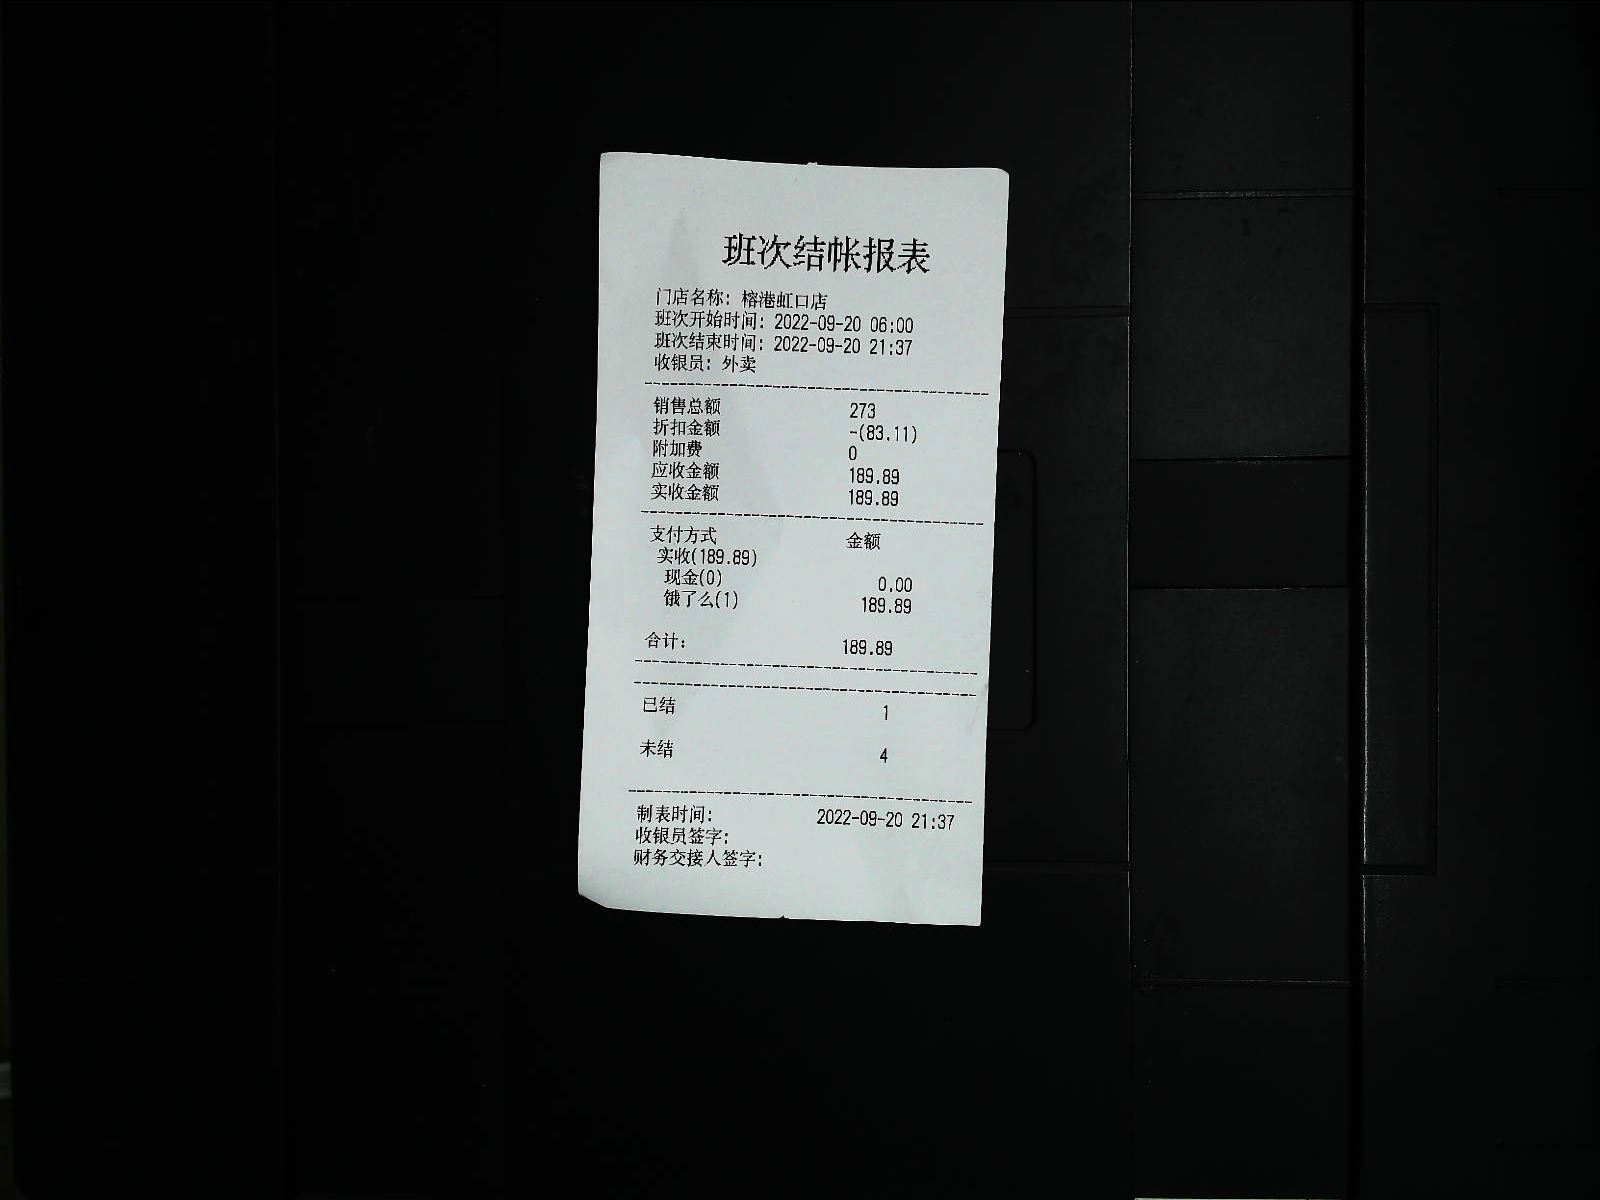 班次结帐报表
门店名称: 榕港虹口店
班次开始时间: 2022-09-20 06:00
班次结束时间: 2022-09-20 21:37
收银员: 外卖
销售总额 273
折扣金额 -(83.11)
附加费 0
应收金额 189.89
实收金额 189.89
支付方式 金额
实收(189.89)
现金(0) 0.00
饿了么(1) 189.89
合计: 189.89
已结 1
未结 4
制表时间: 2022-09-20 21:37
收银员签字:
财务交接人签字: